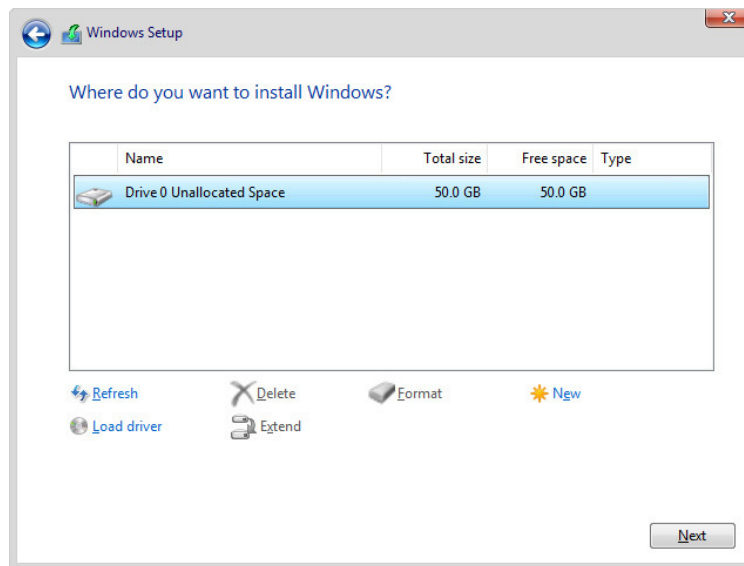 Windows Setup
Where do you want to install Windows?
Name Total size Free space Type
Drive 0 Unallocated Space 50.0 GB 50.0 GB
Refresh Delete Format New
Load driver Extend
Next